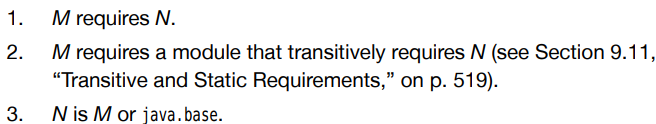 1. M requires N.
2. M requires a module that transitively requires N (see Section 9.11,
“Transitive and Static Requirements,” on p. 519).
3. N is M or java.base.